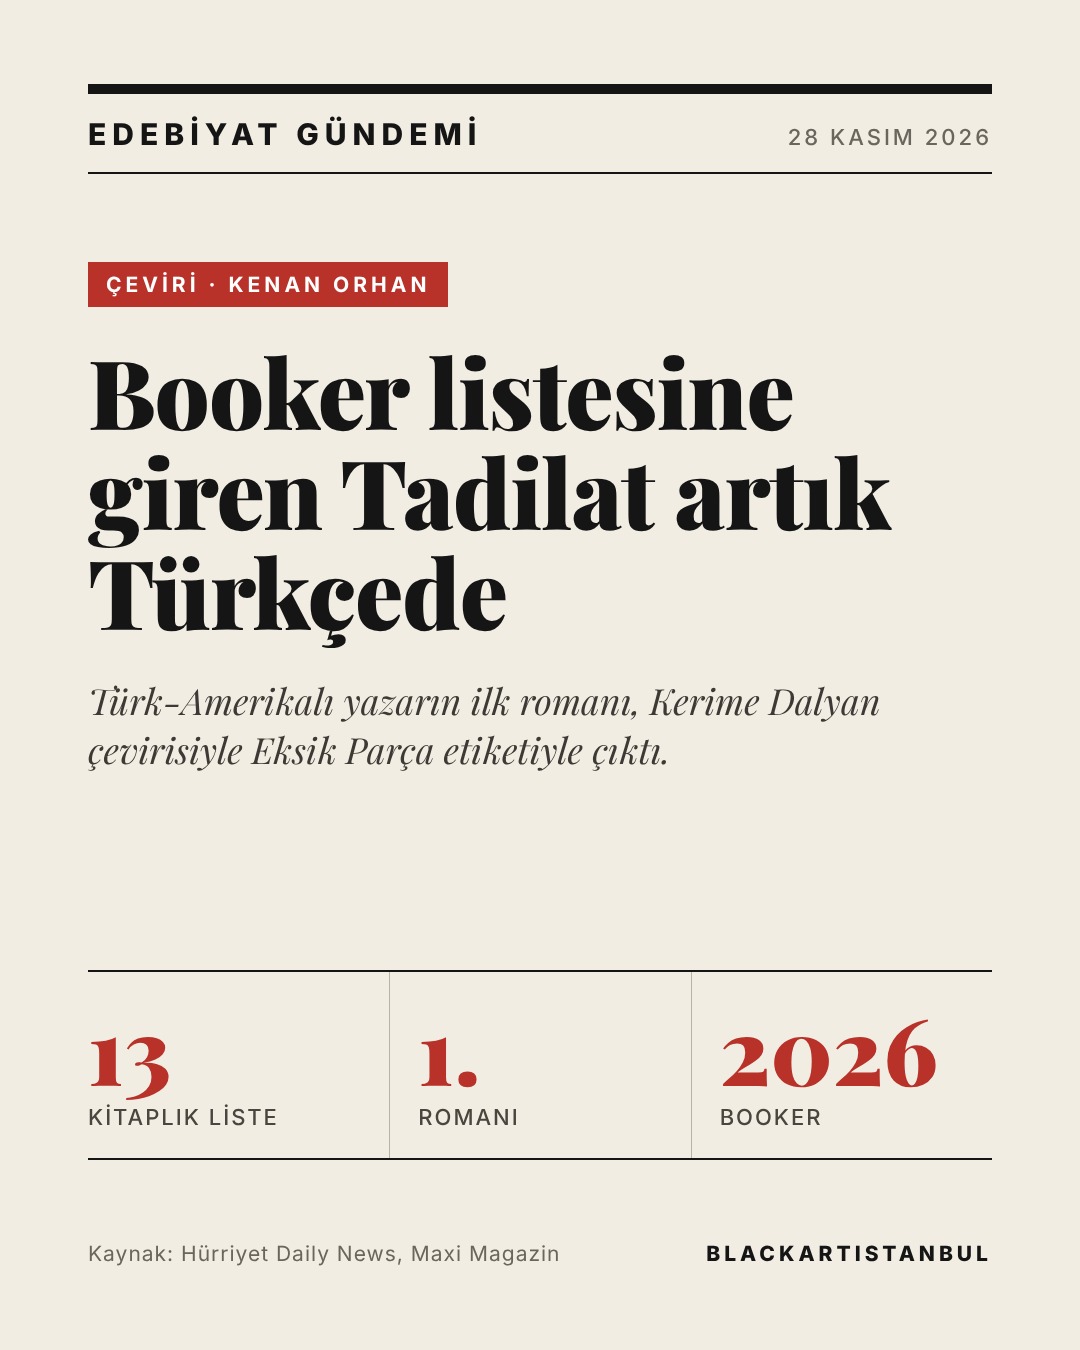 EDEBİYAT GÜNDEMİ
28 KASIM 2026
ÇEVİRİ · KENAN ORHAN
Booker listesine
giren Tadilat artık
Türkçede
Türk-Amerikalı yazarın ilk romanı, Kerime Dalyan
çevirisiyle Eksik Parça etiketiyle çıktı.
13
KİTAPLIK LİSTE
1.
ROMANI
2026
BOOKER
Kaynak: Hürriyet Daily News, Maxi Magazin
BLACKARTISTANBUL